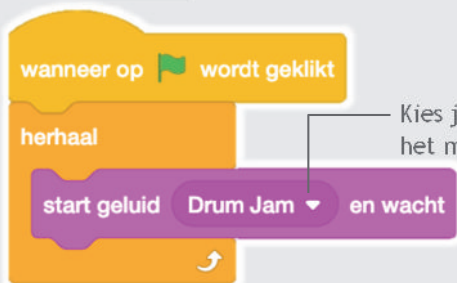 wanneer op wordt geklikt
herhaal
Kies j
het m
start geluid Drum Jam en wacht